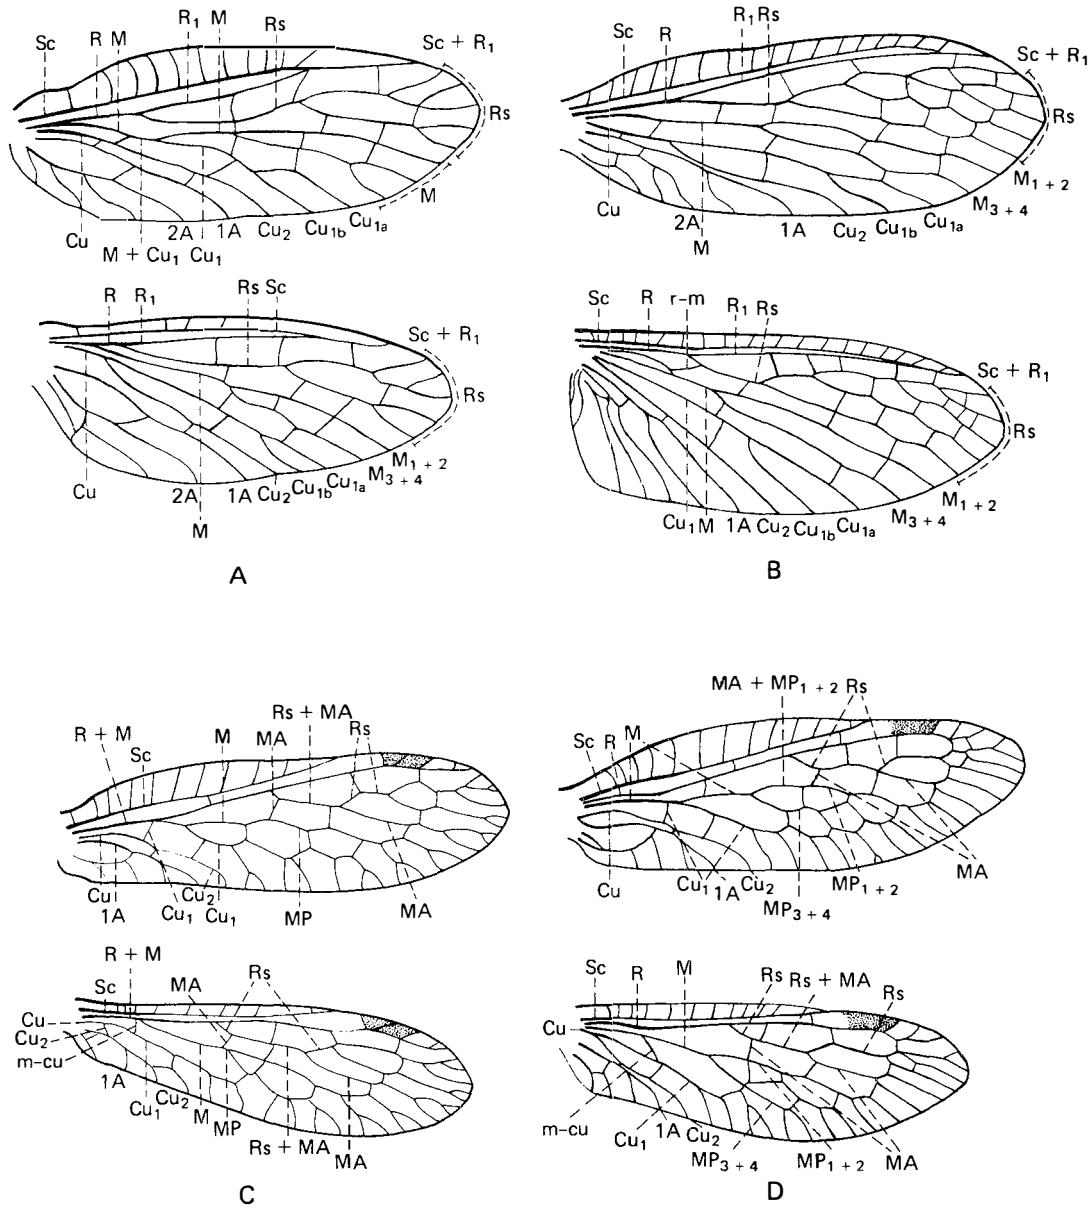 Sc R M R₁ M Rs Sc + R₁
Rs
M
Cu M + Cu₁ 2A Cu₁ 1A Cu₂ Cu₁b Cu₁a
R R₁ Rs Sc Sc + R₁
Rs
Cu 2A M 1A Cu₂ Cu₁b Cu₁a M₃ + ₄ M₁ + ₂
A
Sc R R₁ Rs Sc + R₁
Rs
M₁ + ₂
M₃ + ₄
Cu 2A M 1A Cu₂ Cu₁b Cu₁a
Sc R r-m R₁ Rs Sc + R₁
Rs
Cu₁ M 1A Cu₂ Cu₁b Cu₁a M₃ + ₄ M₁ + ₂
B
R + M Sc M MA Rs + MA Rs
Cu 1A Cu₁ Cu₂ Cu₁ MP MA
R + M
Sc MA Rs
Cu
Cu₂
m-cu
1A Cu₁ Cu₂ M MP Rs + MA MA
C
MA + MP₁ + ₂ Rs
Sc R M
Cu Cu₁ 1A Cu₂ MP₃ + ₄ MP₁ + ₂ MA
Sc R M Rs Rs + MA Rs
Cu
m-cu Cu₁ 1A Cu₂ MP₃ + ₄ MP₁ + ₂ MA
D